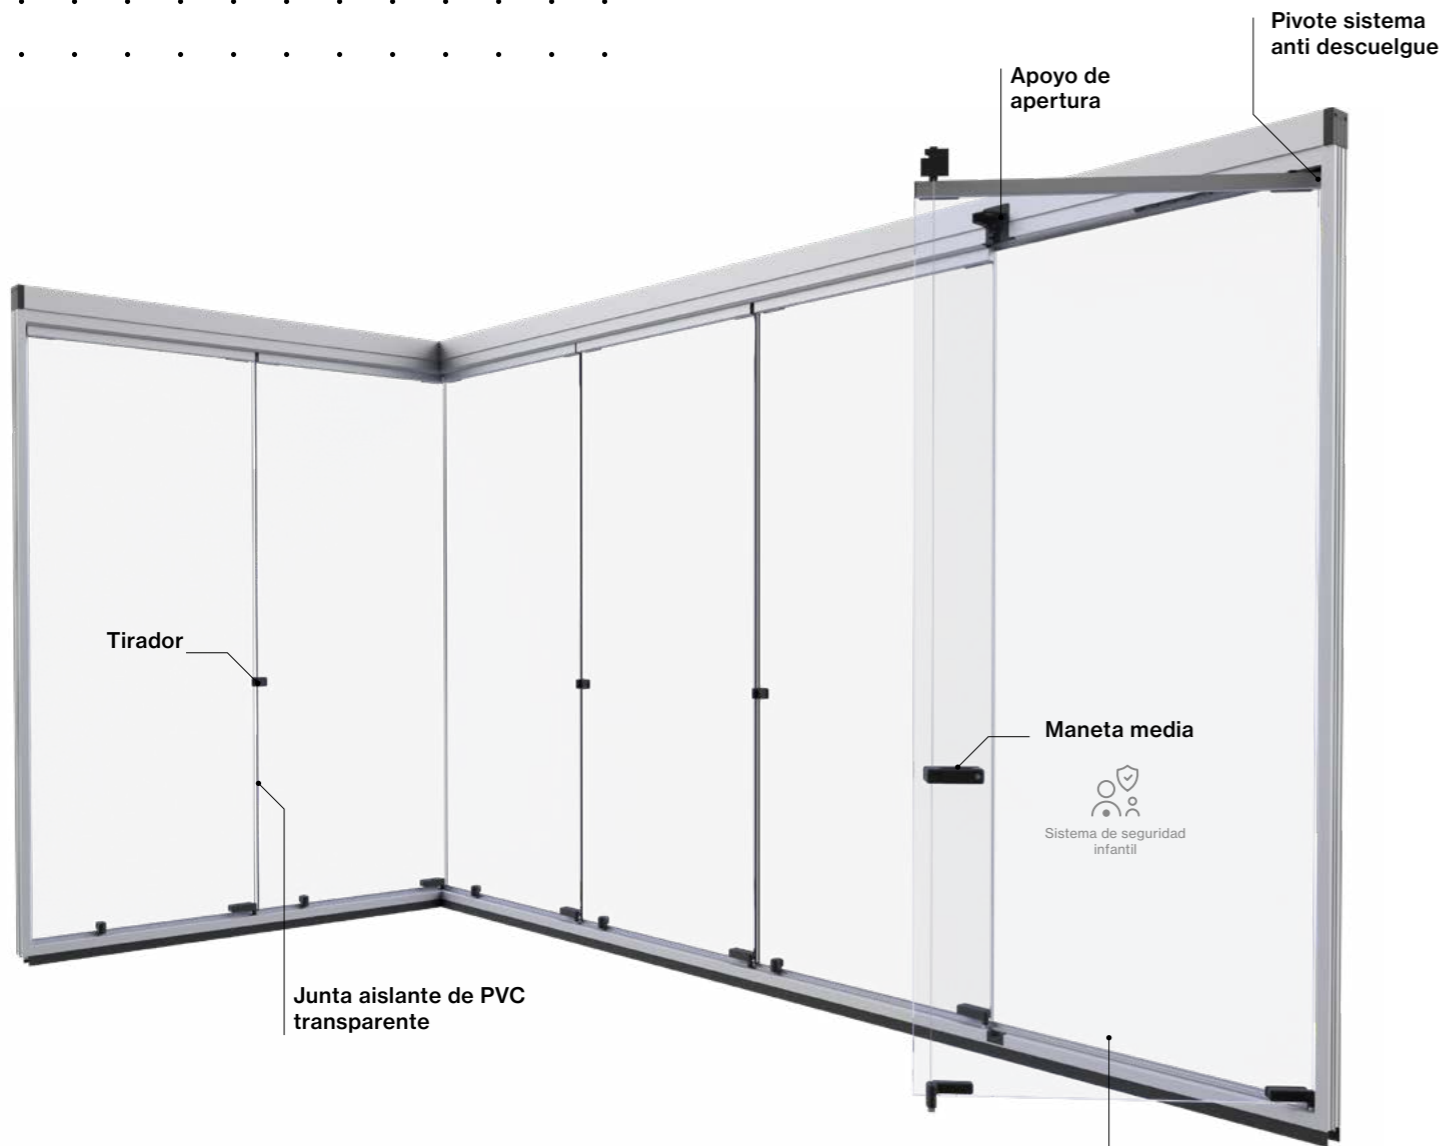 Pivote sistema
anti descuelgue
Apoyo de
apertura
Tirador
Maneta media
Sistema de seguridad
infantil
Junta aislante de PVC
transparente